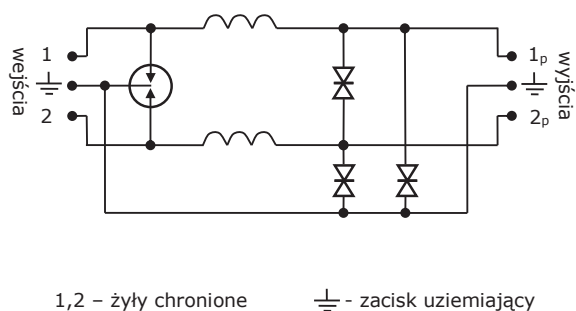 wejścia
1
2
1p
2p
wyjścia
1,2 – żyły chronione
- zacisk uziemiający